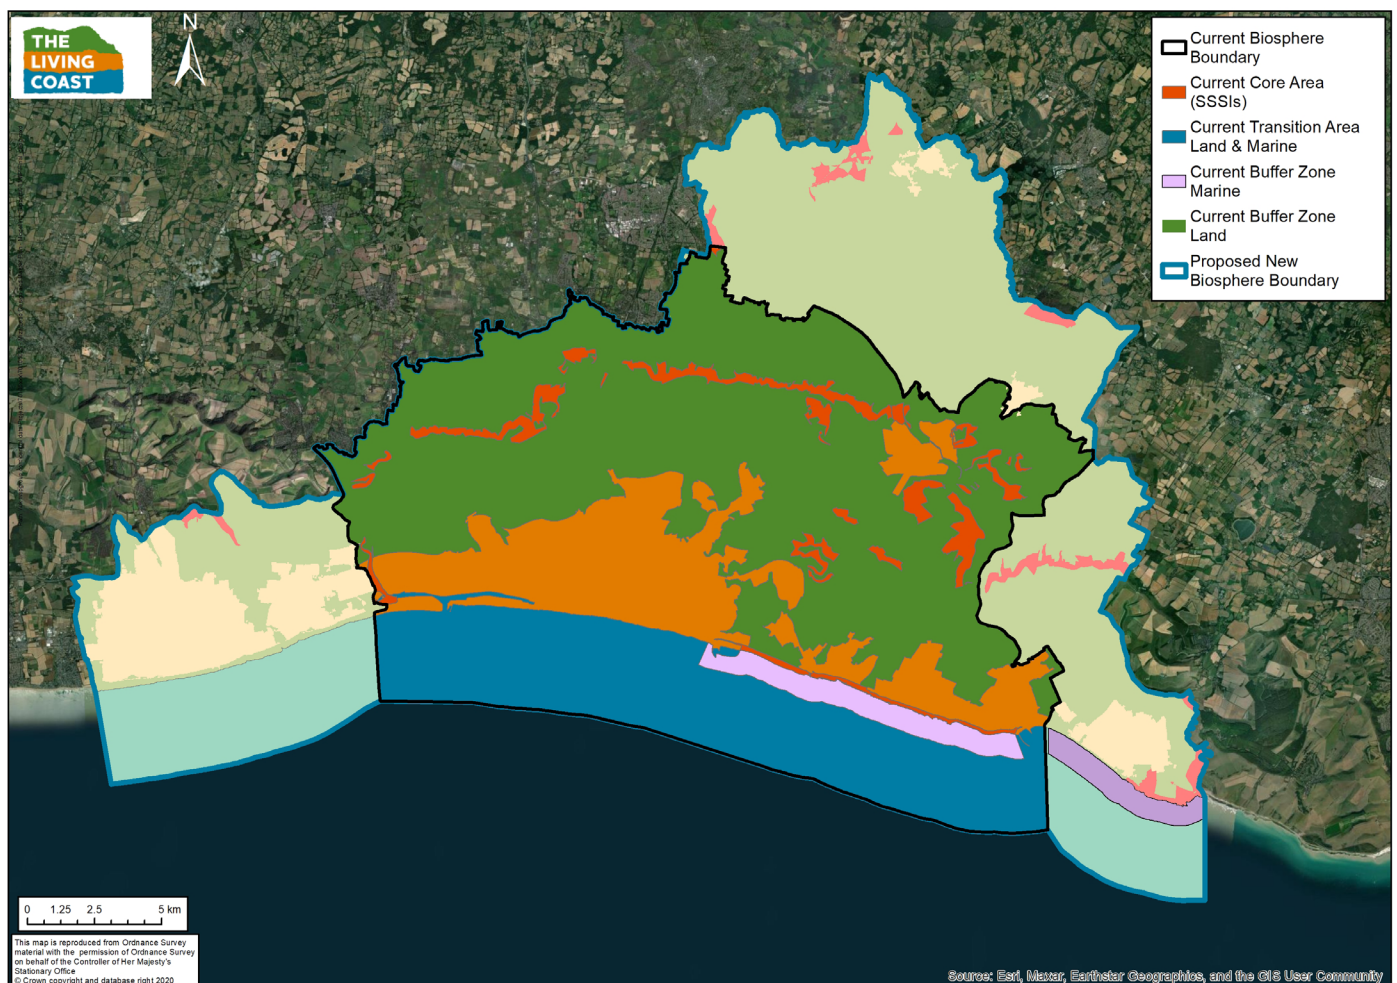 THE
LIVING
COAST
N
Current Biosphere
Boundary
Current Core Area
(SSSIs)
Current Transition Area
Land & Marine
Current Buffer Zone
Marine
Current Buffer Zone
Land
Proposed New
Biosphere Boundary
0 1.25 2.5 5 km
This map is reproduced from Ordnance Survey
material with the permission of Ordnance Survey
on behalf of the Controller of Her Majesty's
Stationary Office
© Crown copyright and database right 2020
Source: Esri, Maxar, Earthstar Geographics, and the GIS User Community